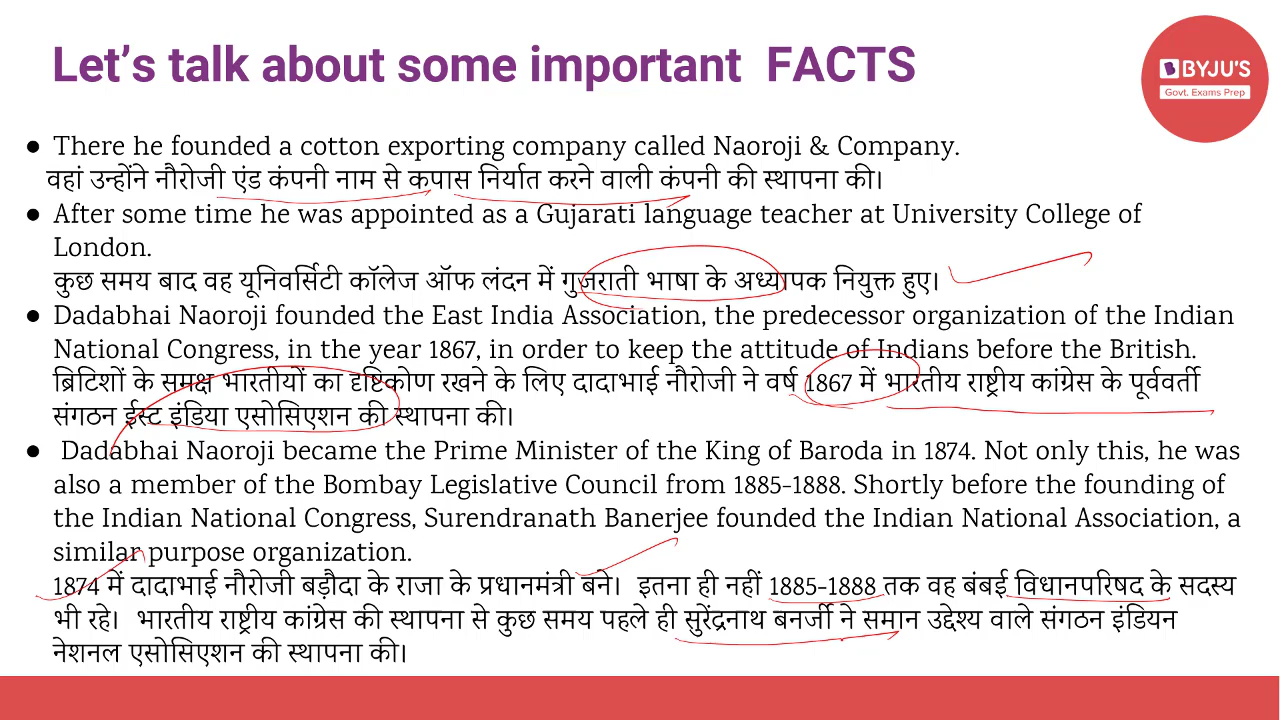 Let's talk about some important FACTS
BYJU'S
Govt. Exams Prep
● There he founded a cotton exporting company called Naoroji & Company.
वहां उन्होंने नौरोजी एंड कंपनी नाम से कपास निर्यात करने वाली कंपनी की स्थापना की।
● After some time he was appointed as a Gujarati language teacher at University College of
London.
कुछ समय बाद वह यूनिवर्सिटी कॉलेज ऑफ लंदन में गुजराती भाषा के अध्यापक नियुक्त हुए।
● Dadabhai Naoroji founded the East India Association, the predecessor organization of the Indian
National Congress, in the year 1867, in order to keep the attitude of Indians before the British.
ब्रिटिशों के समक्ष भारतीयों का दृष्टिकोण रखने के लिए दादाभाई नौरोजी ने वर्ष 1867 में भारतीय राष्ट्रीय कांग्रेस के पूर्ववर्ती
संगठन ईस्ट इंडिया एसोसिएशन की स्थापना की।
● Dadabhai Naoroji became the Prime Minister of the King of Baroda in 1874. Not only this, he was
also a member of the Bombay Legislative Council from 1885-1888. Shortly before the founding of
the Indian National Congress, Surendranath Banerjee founded the Indian National Association, a
similar purpose organization.
1874 में दादाभाई नौरोजी बड़ौदा के राजा के प्रधानमंत्री बने। इतना ही नहीं 1885-1888 तक वह बंबई विधानपरिषद के सदस्य
भी रहे। भारतीय राष्ट्रीय कांग्रेस की स्थापना से कुछ समय पहले ही सुरेंद्रनाथ बनर्जी ने समान उद्देश्य वाले संगठन इंडियन
नेशनल एसोसिएशन की स्थापना की।